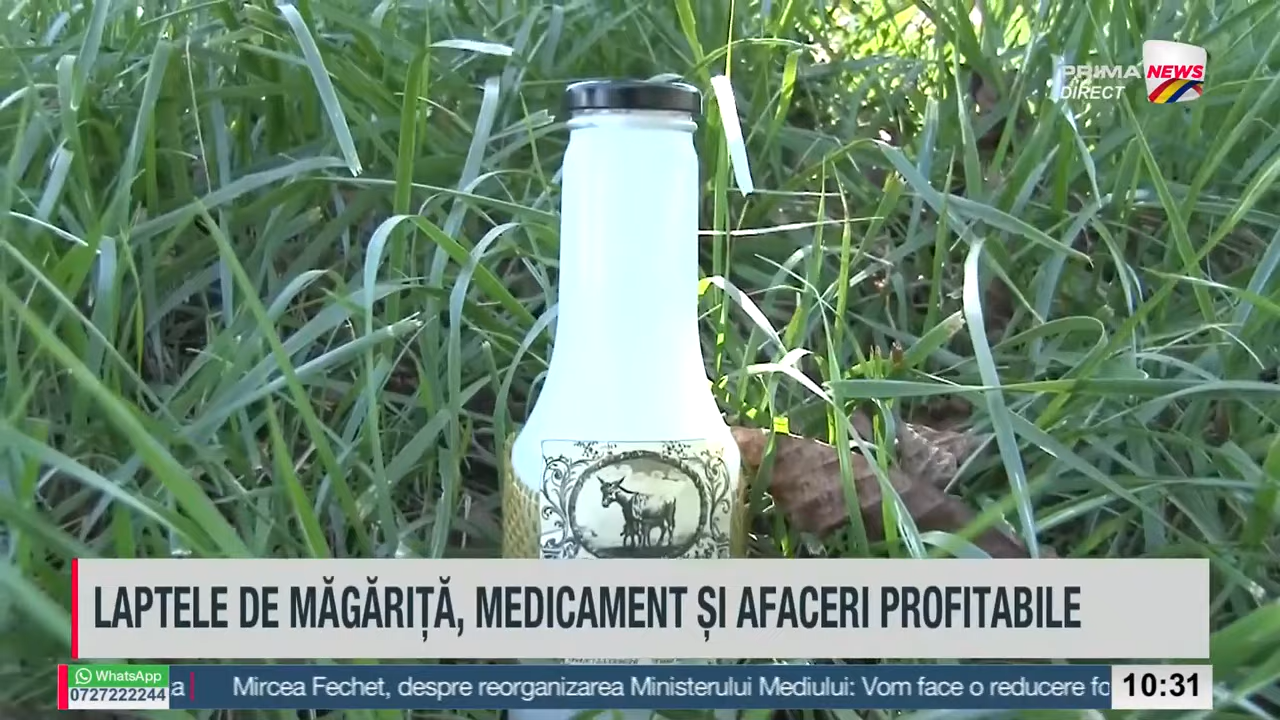 PRIMA NEWS
DIRECT
LAPTELE DE MĂGĂRIȚĂ, MEDICAMENT ȘI AFACERI PROFITABILE
WhatsApp
0727222244
a
Mircea Fechet, despre reorganizarea Ministerului Mediului: Vom face o reducere fo
10:31